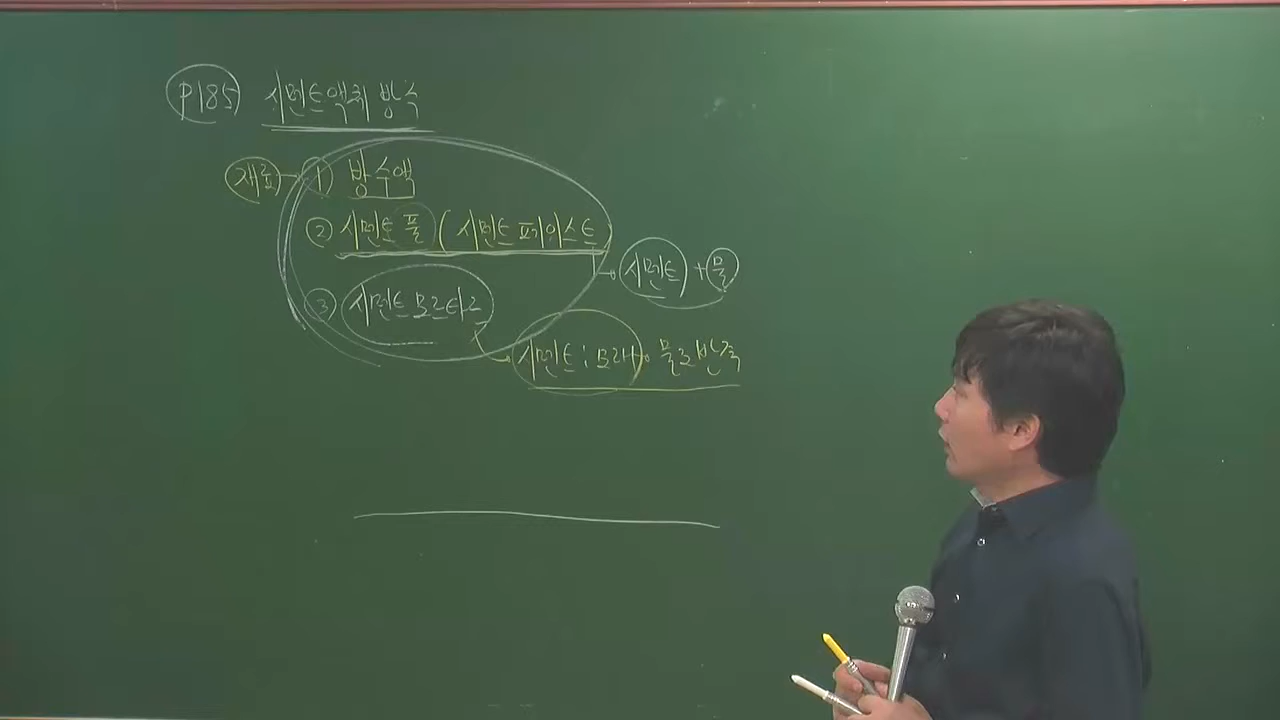 P185 시멘트액체 방수
재료 - ① 방수액
② 시멘트 풀 (시멘트 페이스트
시멘트 + 물
③ 시멘트 모르타르
시멘트 : 모래 물로 반죽